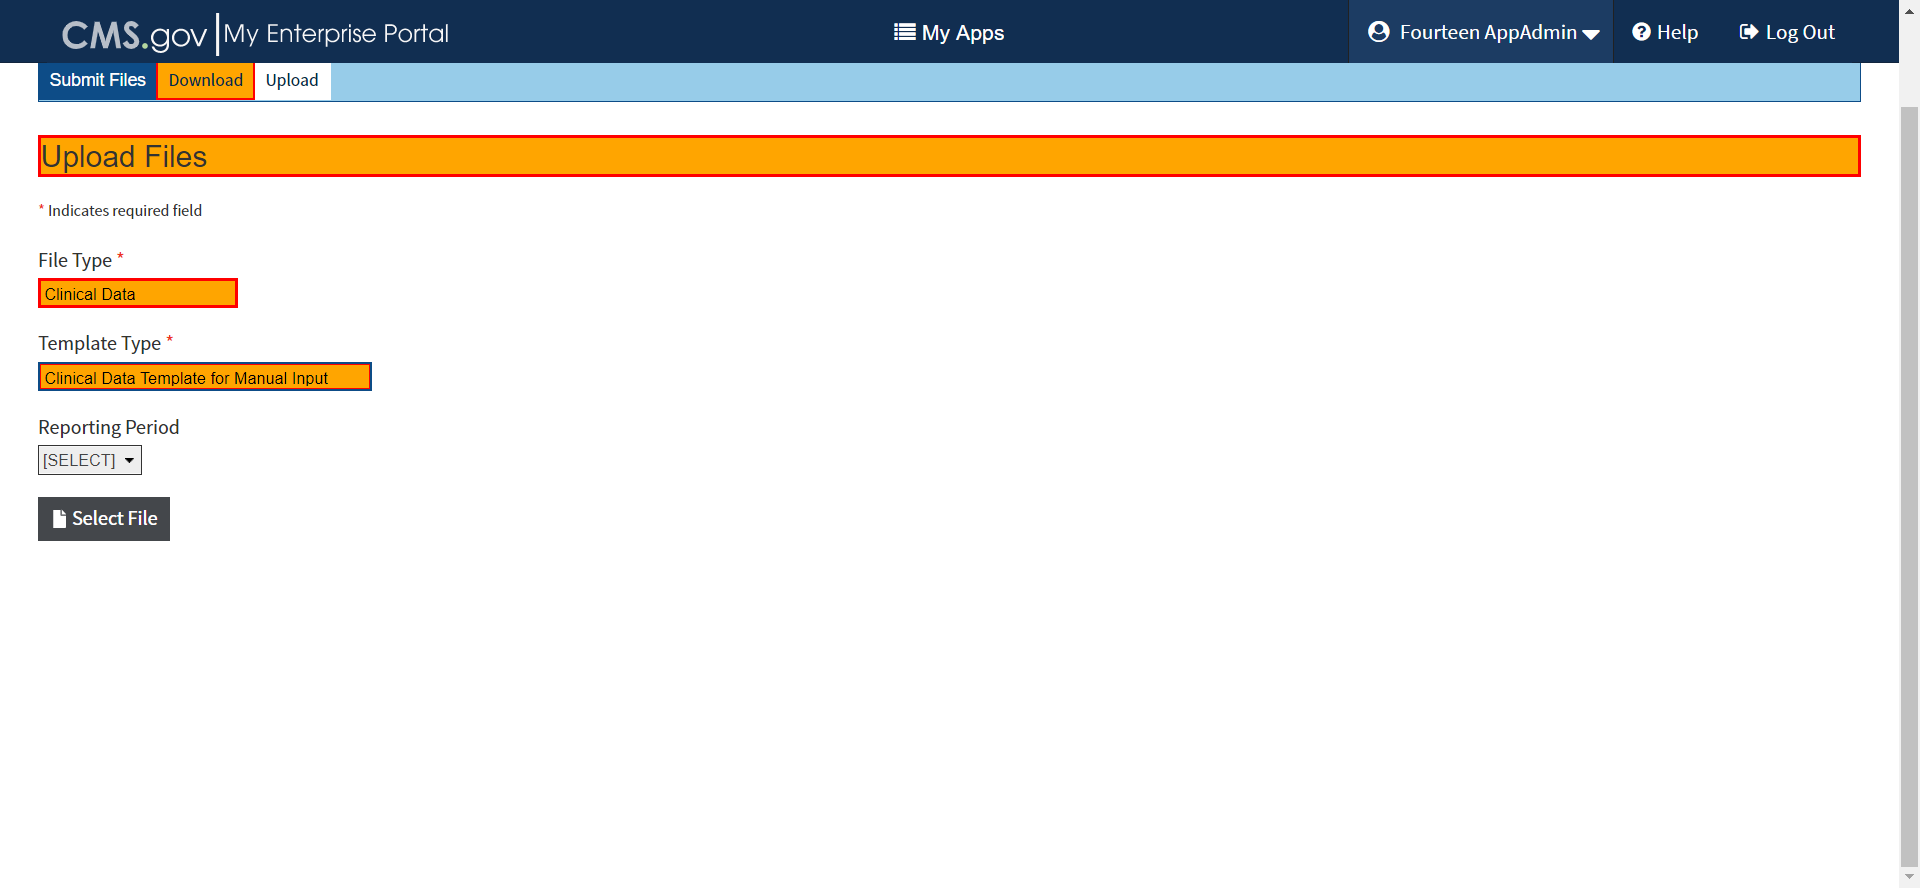 CMS.gov My Enterprise Portal My Apps Fourteen AppAdmin Help Log Out
Submit Files Download Upload
Upload Files
* Indicates required field
File Type *
Clinical Data
Template Type *
Clinical Data Template for Manual Input
Reporting Period
[SELECT]
Select File